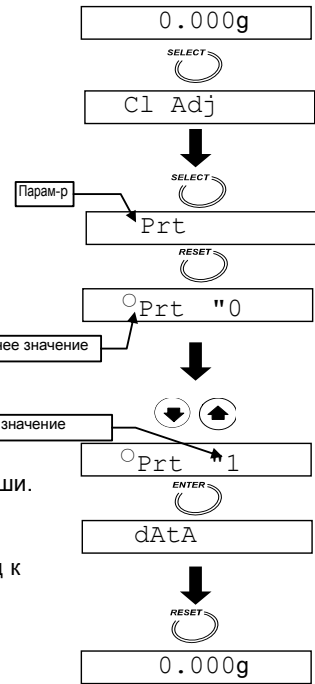 0.000g
SELECT
Cl Adj
SELECT
Парам-р
Prt
RESET
Prt "0
нее значение
значение
Prt "1
ши.
ENTER
dAtA
ц к
RESET
0.000g